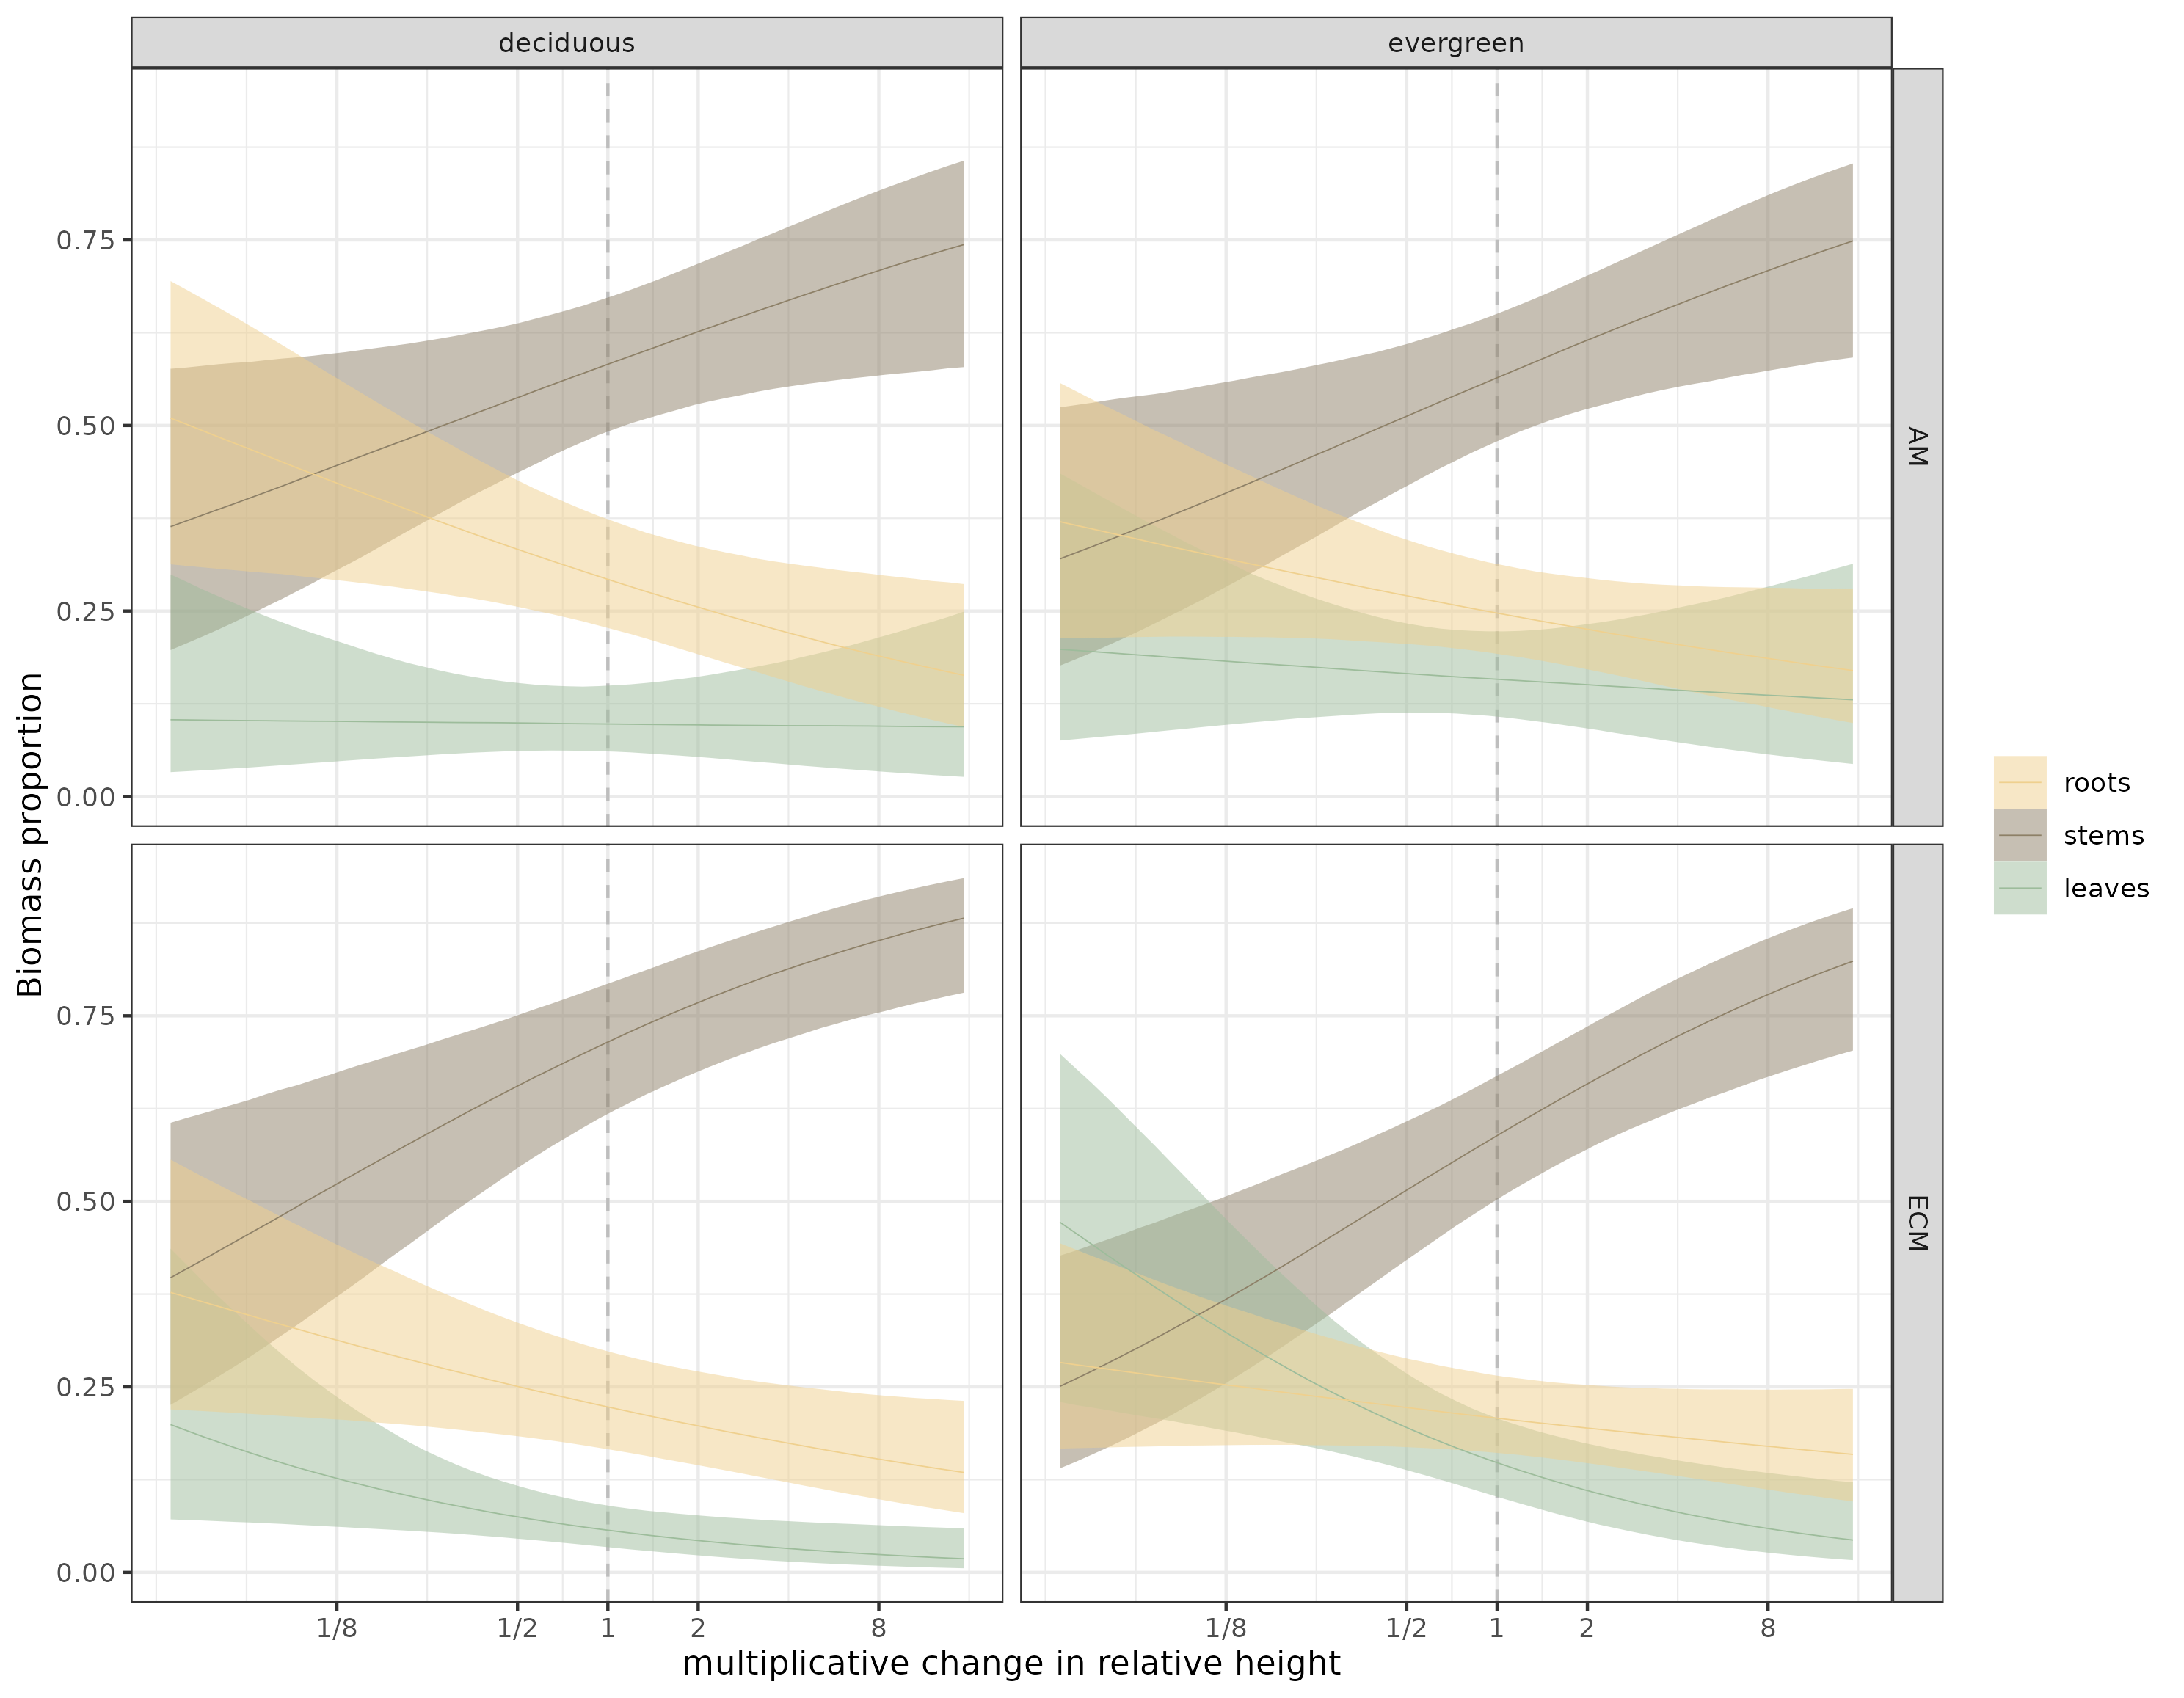 deciduous
evergreen
0.75
0.50
0.25
0.00
AM
0.75
0.50
0.25
0.00
ECM
1/8
1/2
1
2
8
1/8
1/2
1
2
8
multiplicative change in relative height
Biomass proportion
roots
stems
leaves